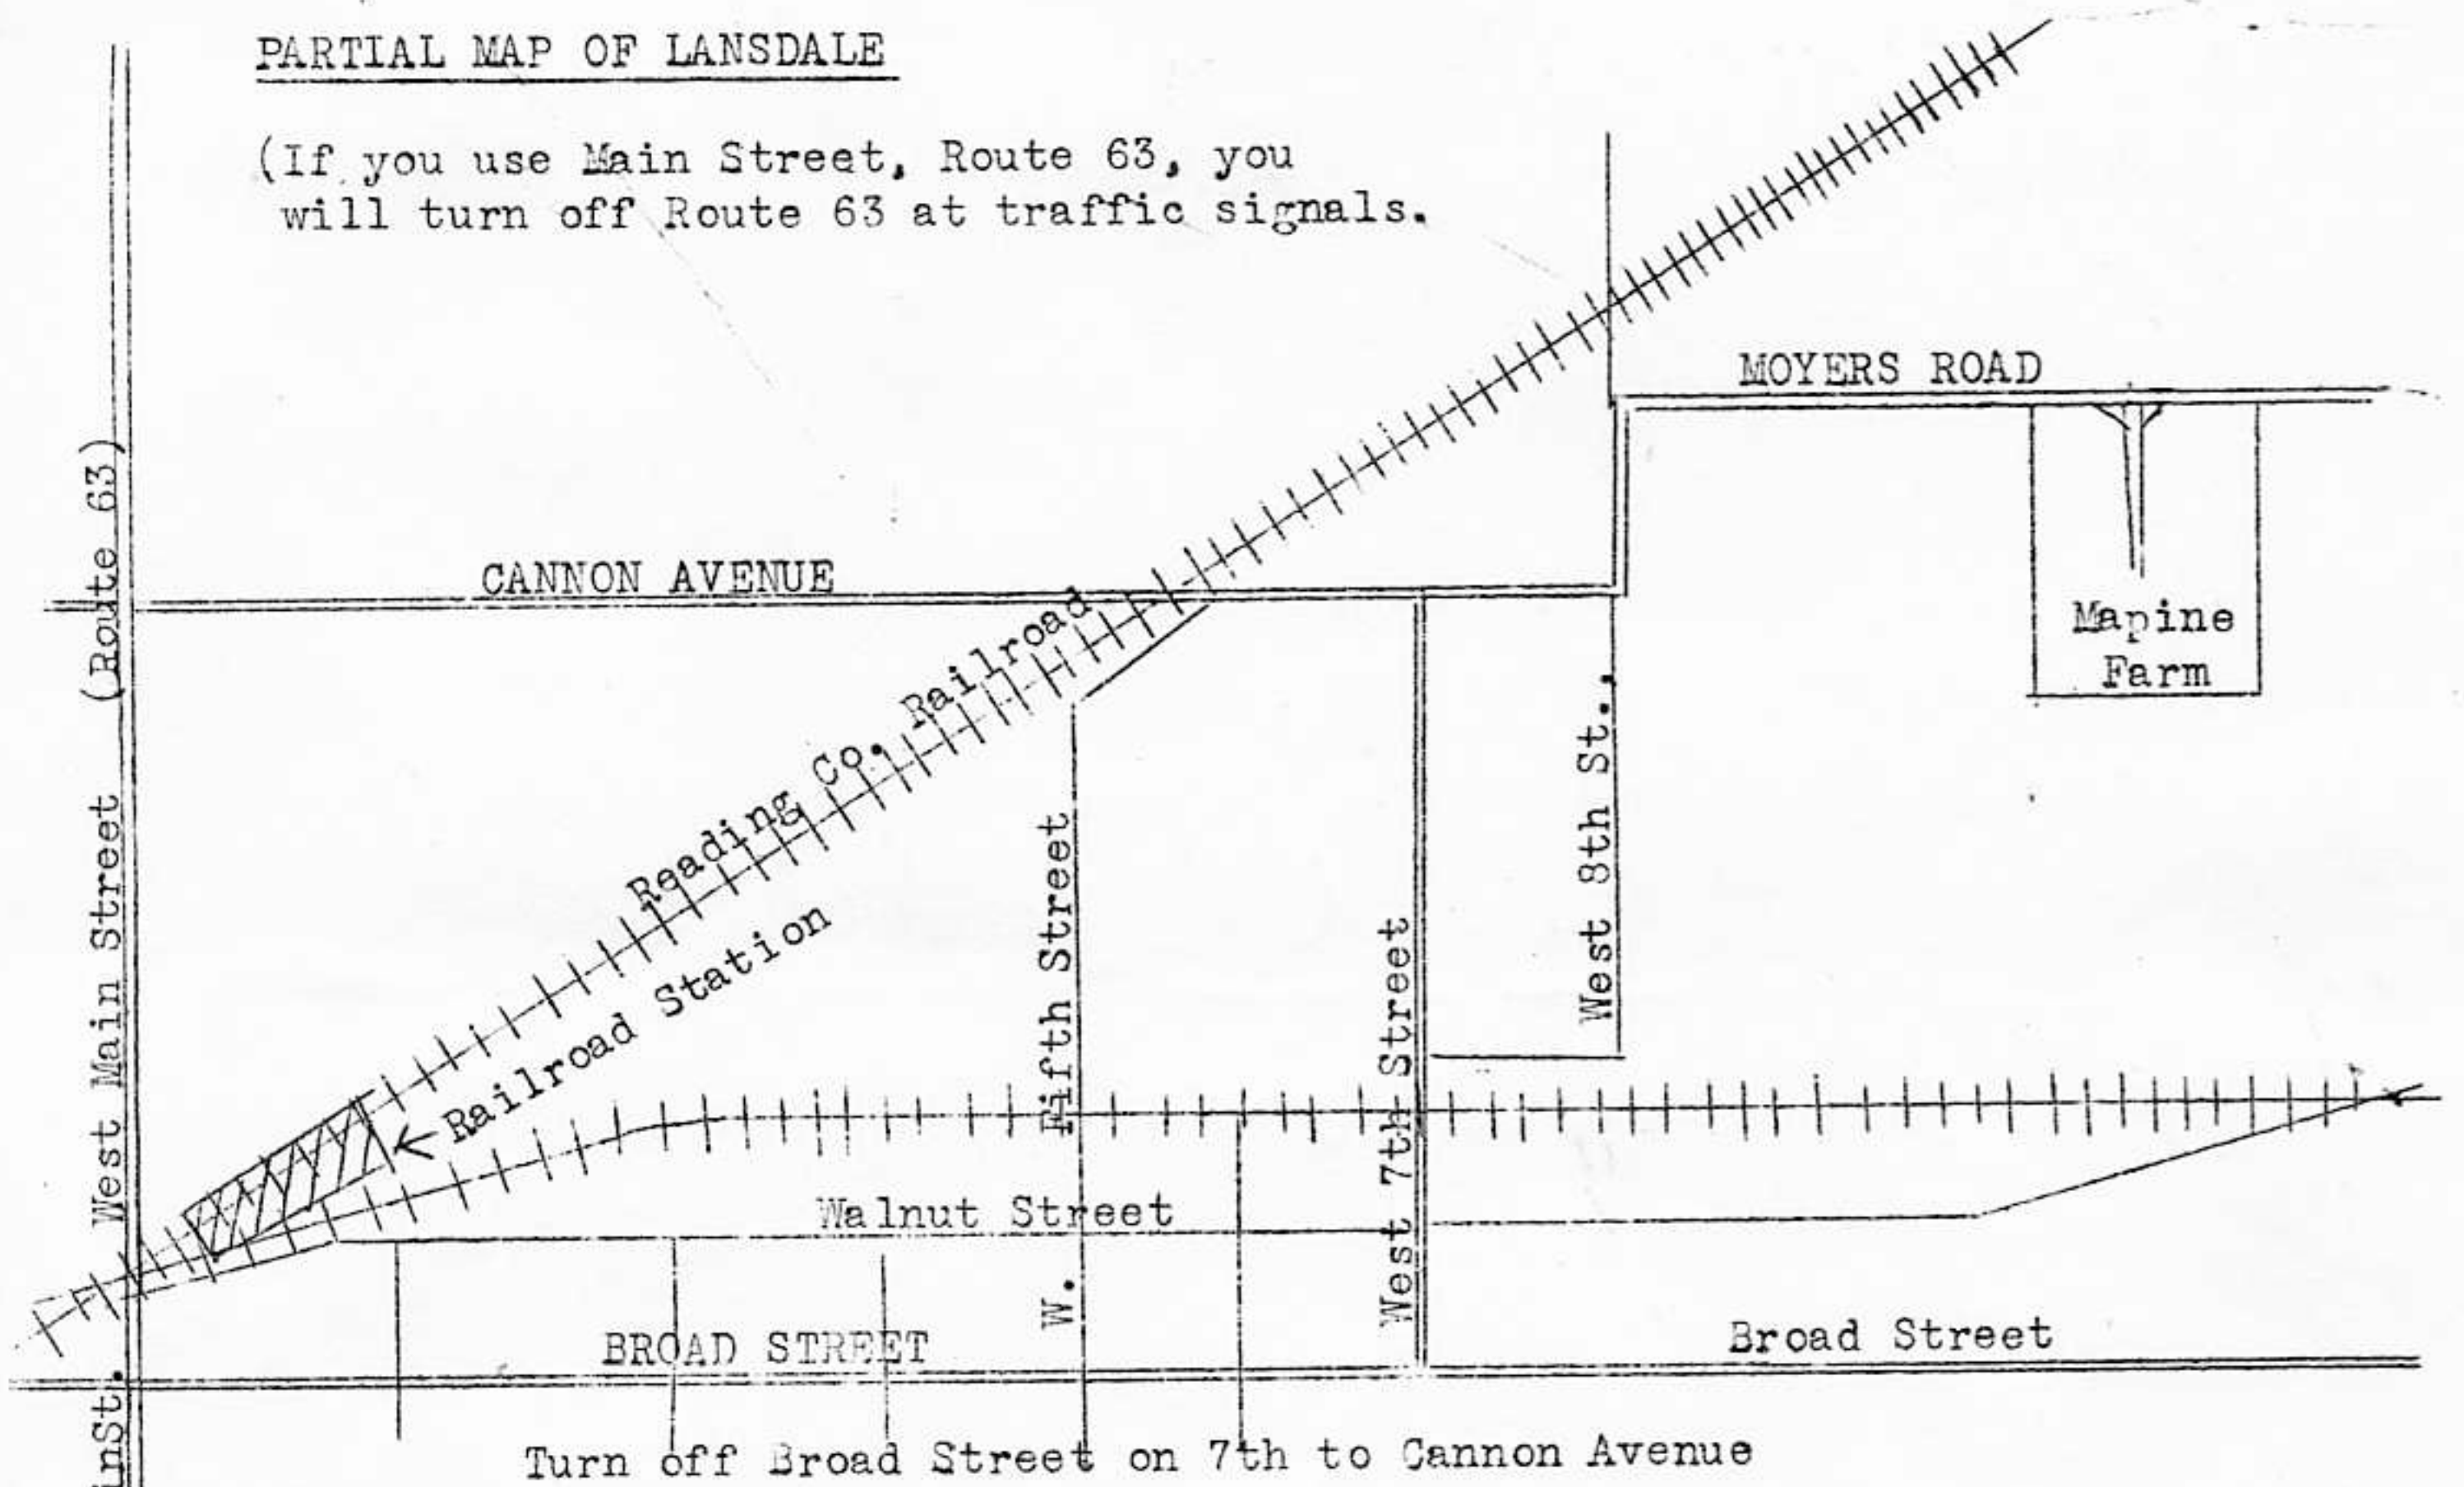 PARTIAL MAP OF LANSDALE
(If you use Main Street, Route 63, you
will turn off Route 63 at traffic signals.
MOYERS ROAD
(Route 63)
CANNON AVENUE
Mapine
Farm
Reading Co. Railroad
West 8th St.,
Fifth Street
West Main Street
Railroad Station
West 7th Street
Walnut Street
W.
BROAD STREET
Broad Street
inSt.
Turn off Broad Street on 7th to Cannon Avenue